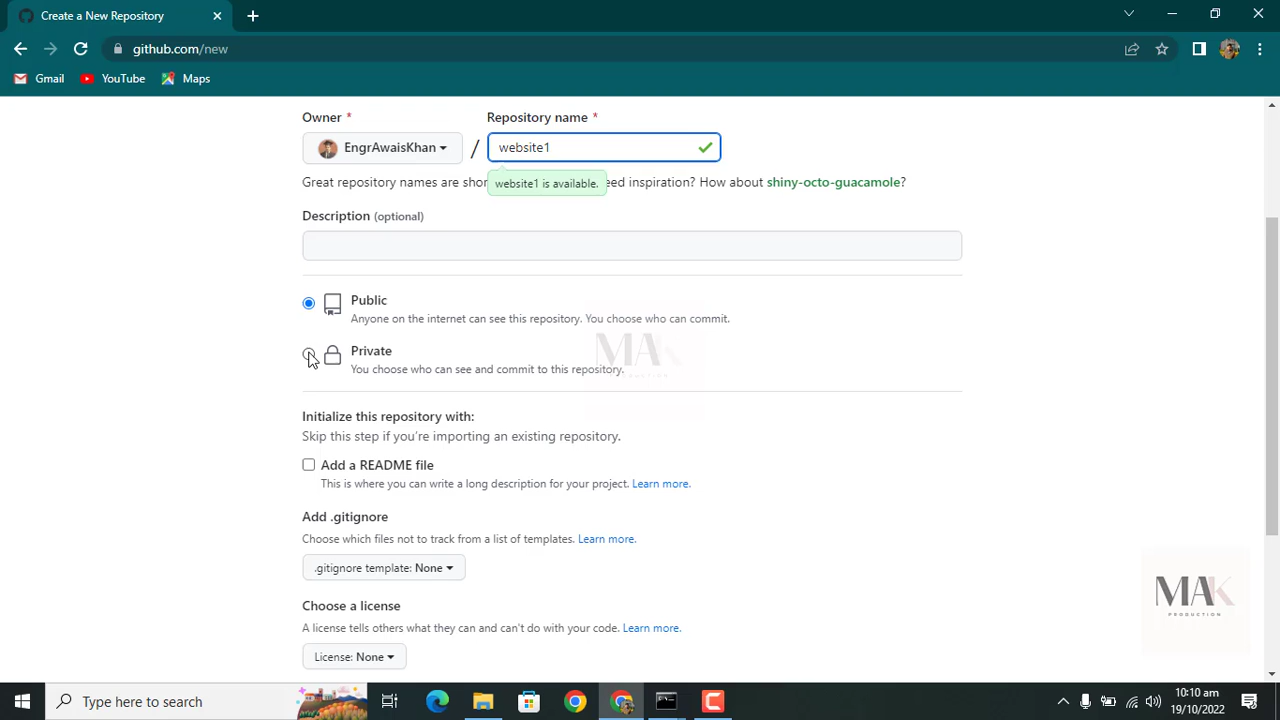 Create a New Repository
github.com/new
Gmail YouTube Maps
Owner * Repository name *
EngrAwaisKhan / website1
Great repository names are shor eed inspiration? How about shiny-octo-guacamole?
website1 is available.
Description (optional)
Public
Anyone on the internet can see this repository. You choose who can commit.
Private
You choose who can see and commit to this repository.
MAK
Initialize this repository with:
Skip this step if you're importing an existing repository.
Add a README file
This is where you can write a long description for your project. Learn more.
Add .gitignore
Choose which files not to track from a list of templates. Learn more.
.gitignore template: None
Choose a license
A license tells others what they can and can't do with your code. Learn more.
License: None
MAK
PRODUCTION
Type here to search
10:10 am
19/10/2022